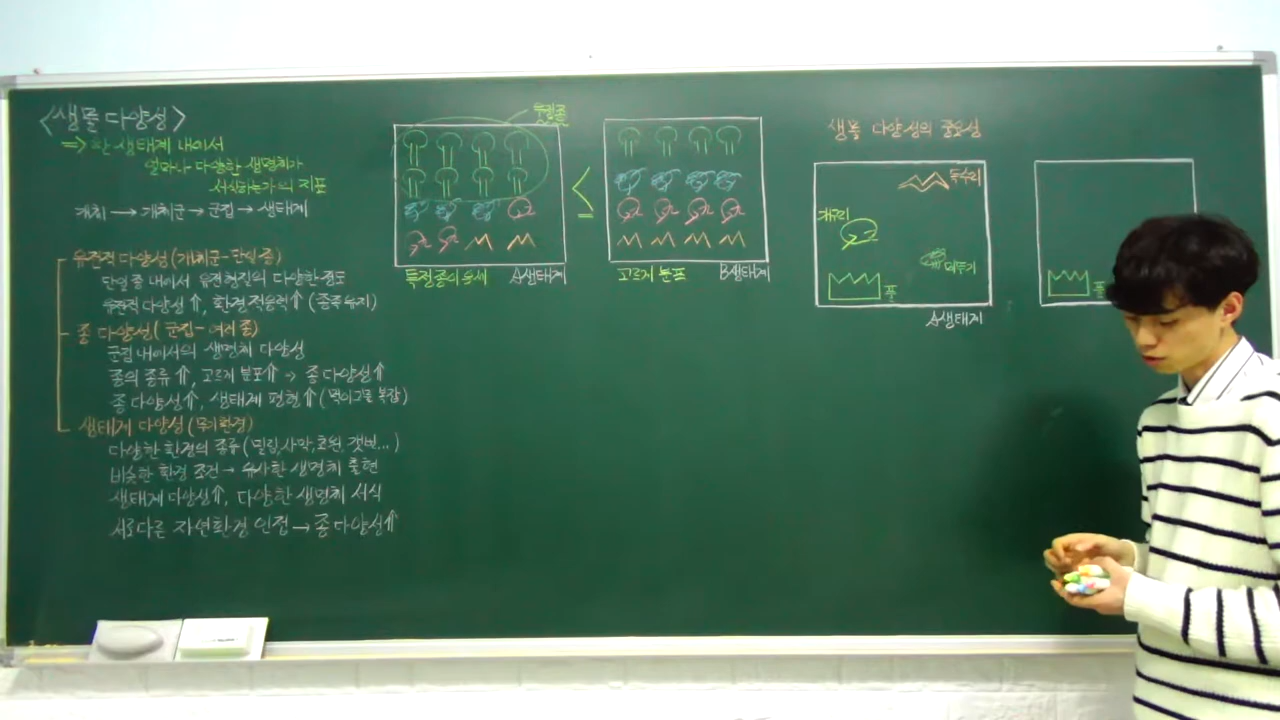 <생물 다양성>
⇒ 한 생태계 내에서
얼마나 다양한 생명체가
서식하는가의 지표
개체 → 개체군 → 군집 → 생태계
유전적 다양성 (개체군-단일종)
단일종 내에서 유전형질의 다양한 정도
유전적 다양성⇑, 환경적응력⇑ (종족유지)
종 다양성 (군집-여러종)
군집 내에서의 생명체 다양성
종의 종류⇑, 고르게 분포⇑ → 종 다양성⇑
종 다양성⇑, 생태계 평형⇑ (먹이그물 복잡)
생태계 다양성 (무기환경)
다양한 환경의 종류 (밀림, 사막, 초원, 갯벌...)
비슷한 환경 조건 → 유사한 생명체 출현
생태계 다양성⇑, 다양한 생명체 서식
서로다른 자연환경 인접 → 종 다양성⇑
우점종
특정종이 우세 A생태계
≤
고르게 분포 B생태계
생물 다양성의 중요성
독수리
개구리
메뚜기
풀
A생태계
풀